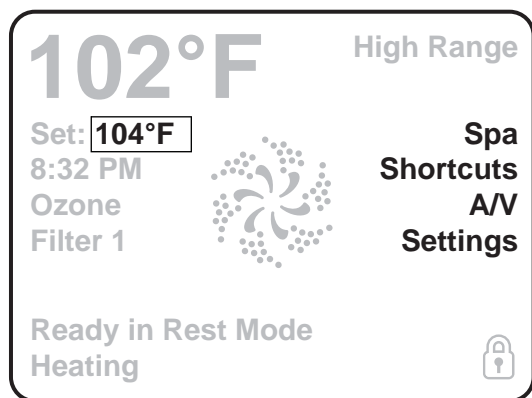 102°F
High Range
Set: 104°F
8:32 PM
Ozone
Filter 1
Spa
Shortcuts
A/V
Settings
Ready in Rest Mode
Heating